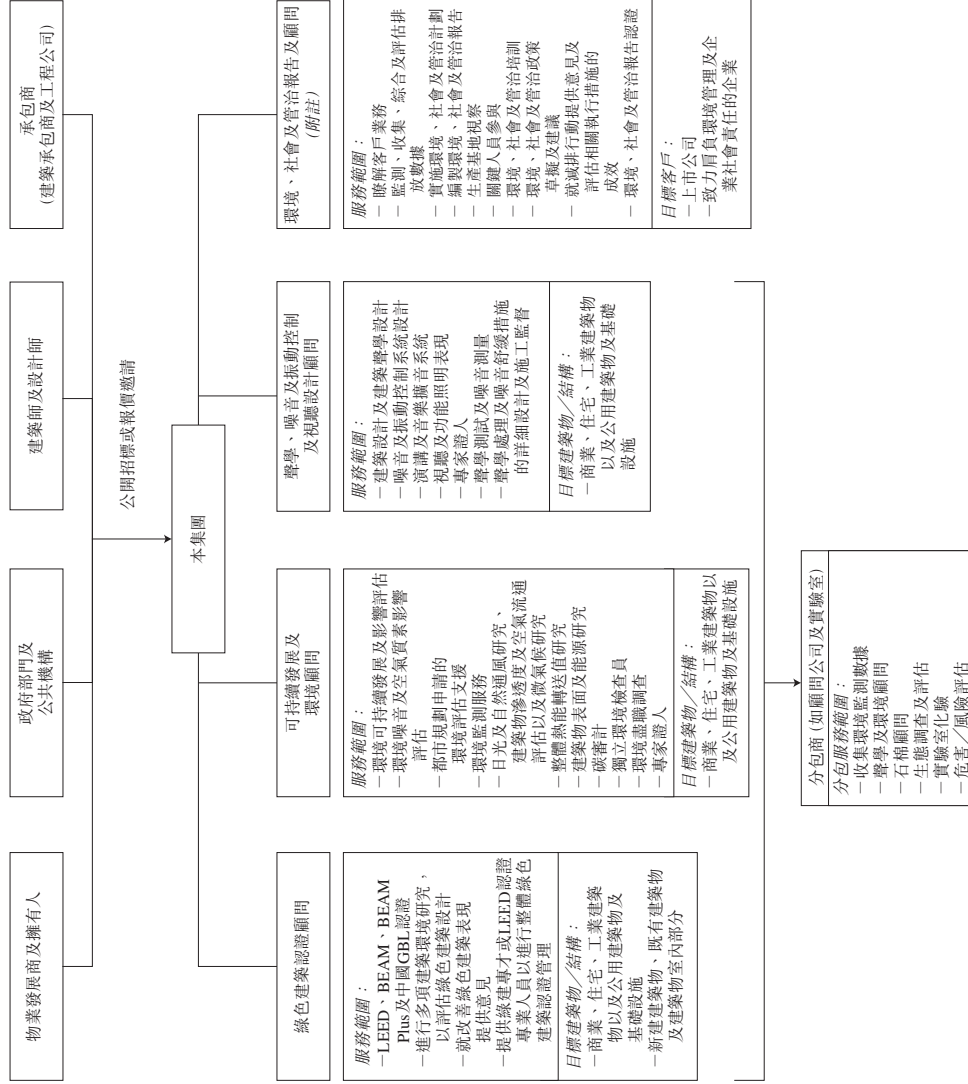 物業發展商及擁有人
政府部門及
公共機構
建築師及設計師
承包商
(建築承包商及工程公司)
公開招標或報價邀請
本集團
綠色建築認證顧問
服務範圍：
－LEED、BEAM、BEAM
Plus及中國GBL認證
－進行多項建築環境研究，
以評估綠色建築設計
－就改善綠色建築表現
提供意見
－提供綠建專才或LEED認證
專業人員以進行整體綠色
建築認證管理
目標建築物／結構：
－商業、住宅、工業建築
物以及公用建築物及
基礎設施
－新建建築物、既有建築物
及建築物室內部分
可持續發展及
環境顧問
服務範圍：
－環境可持續發展及影響評估
－環境噪音及空氣質素影響
評估
－都市規劃申請的
環境評估支援
－環境監測服務
－日光及自然通風研究、
建築物滲透度及空氣流通
評估以及微氣候研究
－整體熱能轉送值研究
－建築物表面及能源研究
－碳審計
－獨立環境檢查員
－環境盡職調查
－專家證人
目標建築物／結構：
－商業、住宅、工業建築物以
及公用建築物及基礎設施
聲學、噪音及振動控制
及視聽設計顧問
服務範圍：
－建築設計及建築聲學設計
－噪音及振動控制系統設計
－演講及音樂擴音系統
－視聽及功能照明表現
－專家證人
－聲學測試及噪音測量
－聲學處理及噪音舒緩措施
的詳細設計及施工監督
目標建築物／結構：
－商業、住宅、工業建築物
以及公用建築物及基礎
設施
環境、社會及管治報告及顧問
(附註)
服務範圍：
－瞭解客戶業務
－監測、收集、綜合及評估排
放數據
－實施環境、社會及管治計劃
－編製環境、社會及管治報告
－生產基地視察
－關鍵人員參與
－環境、社會及管治培訓
－環境、社會及管治政策
草擬及建議
－就減排行動提供意見及
評估相關執行措施的
成效
－環境、社會及管治報告認證
目標客戶：
－上市公司
－致力肩負環境管理及企
業社會責任的企業
分包商(如顧問公司及實驗室)
分包服務範圍：
－收集環境監測數據
－聲學及環境顧問
－石棉顧問
－生態調查及評估
－實驗室化驗
－危害／風險評估